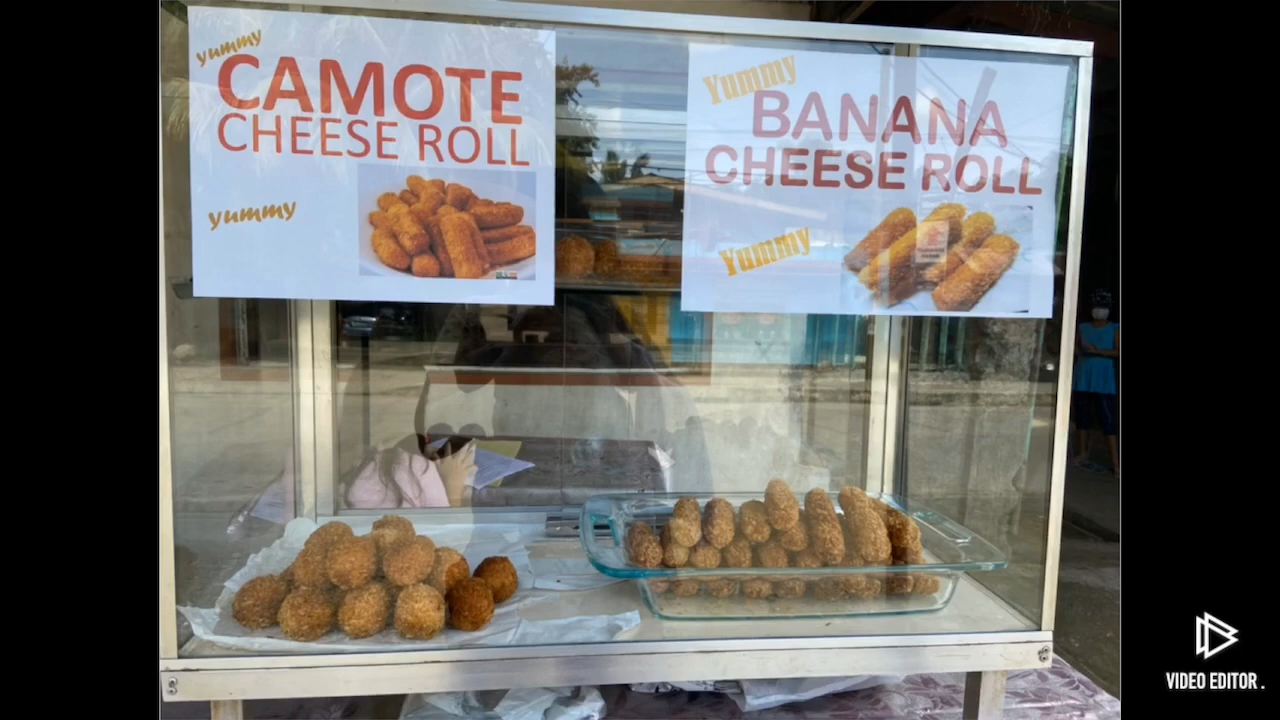 yummy
CAMOTE
CHEESE ROLL
yummy
Yummy
BANANA
CHEESE ROLL
Yummy
VIDEO EDITOR.